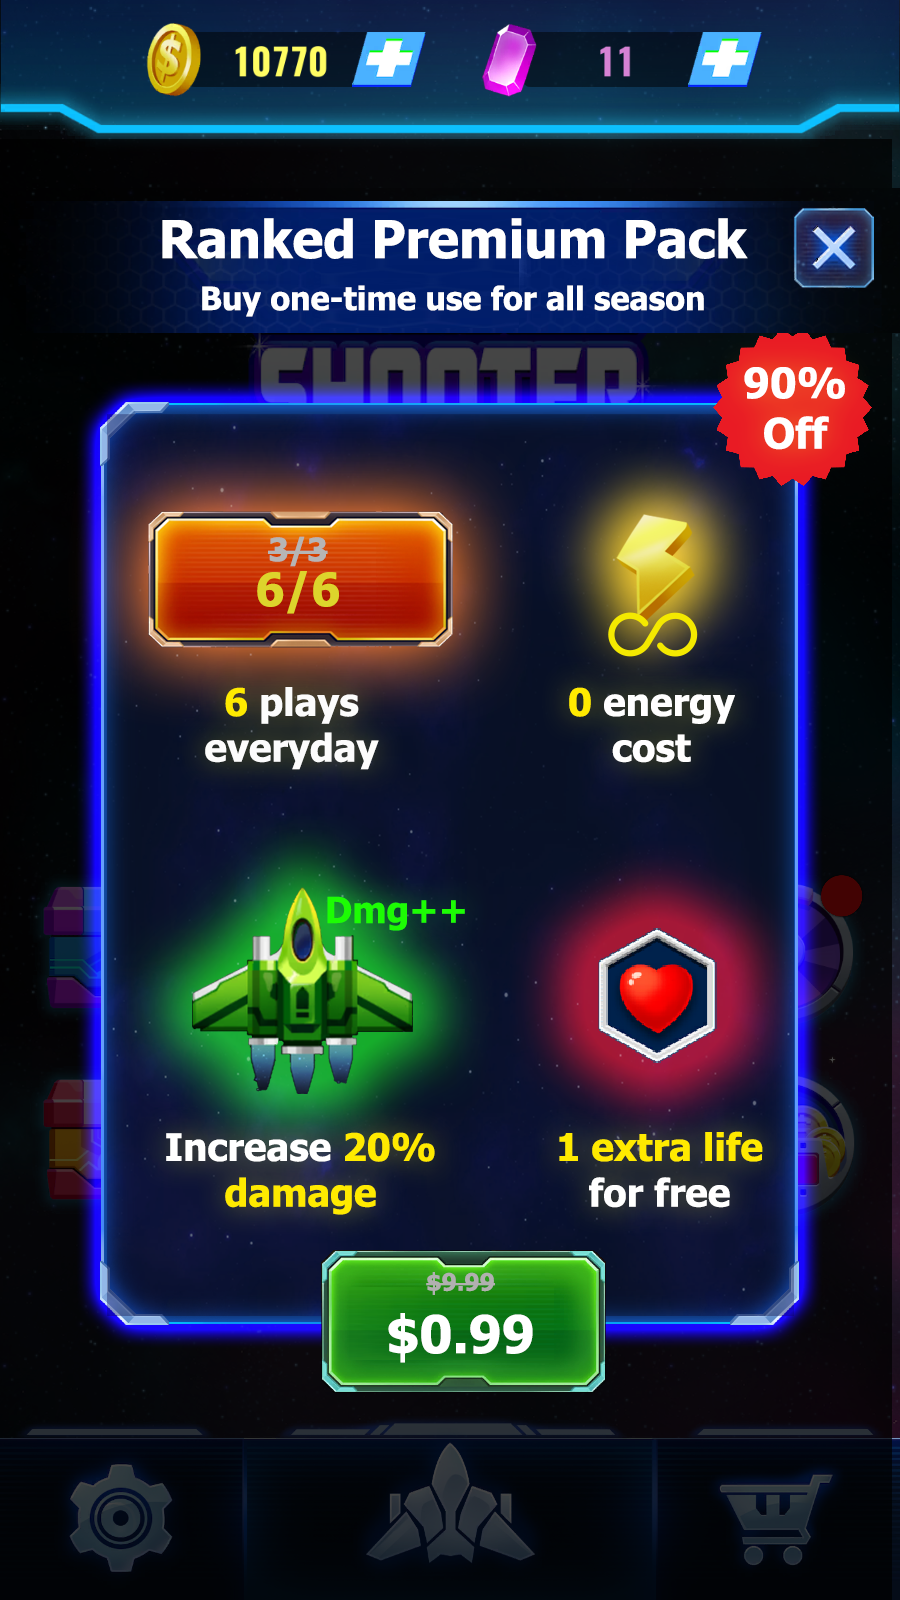 10770
11
Ranked Premium Pack
Buy one-time use for all season
SHOOTER
90%
Off
3/3
6/6
6 plays
everyday
0 energy
cost
Dmg++
Increase 20%
damage
1 extra life
for free
$9.99
$0.99